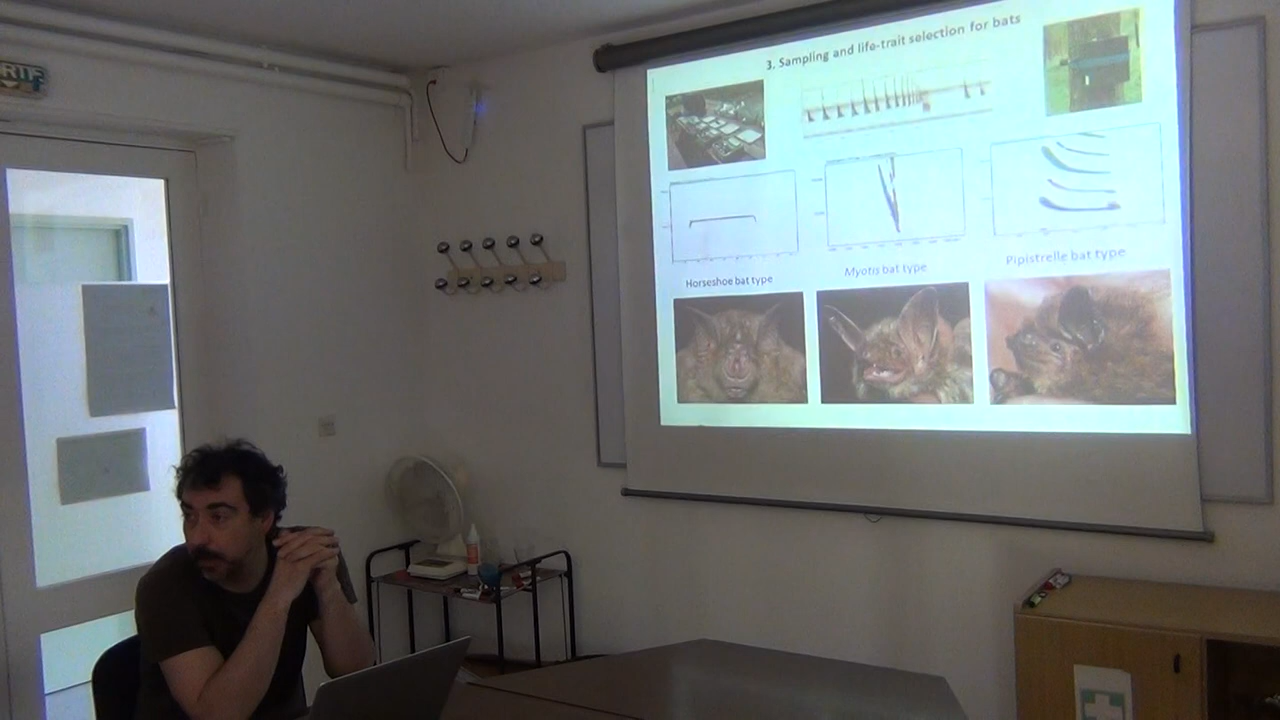 3. Sampling and life-trait selection for bats
Horseshoe bat type
Myotis bat type
Pipistrelle bat type